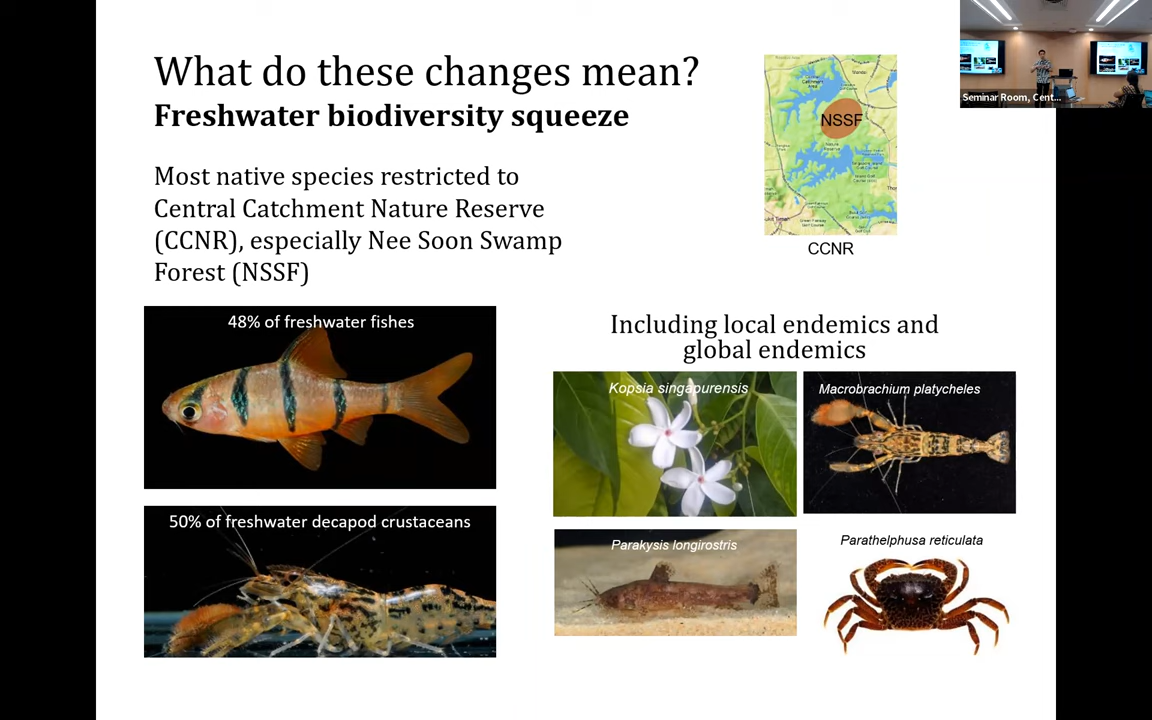 What do these changes mean?
Freshwater biodiversity squeeze
Most native species restricted to
Central Catchment Nature Reserve
(CCNR), especially Nee Soon Swamp
Forest (NSSF)
NSSF
CCNR
Seminar Room, Cent...
48% of freshwater fishes
50% of freshwater decapod crustaceans
Including local endemics and
global endemics
Kopsia singapurensis
Macrobrachium platycheles
Parakysis longirostris
Parathelphusa reticulata